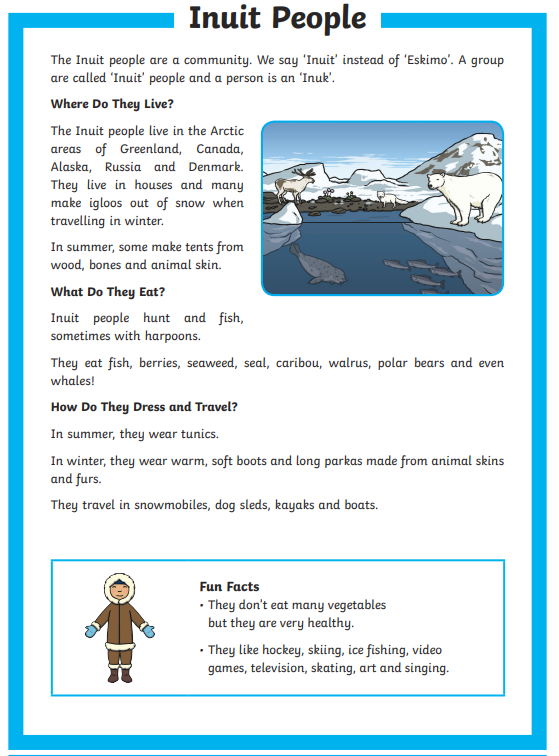 Inuit People
The Inuit people are a community. We say ‘Inuit’ instead of ‘Eskimo’. A group
are called ‘Inuit’ people and a person is an ‘Inuk’.
Where Do They Live?
The Inuit people live in the Arctic
areas of Greenland, Canada,
Alaska, Russia and Denmark.
They live in houses and many
make igloos out of snow when
travelling in winter.
In summer, some make tents from
wood, bones and animal skin.
What Do They Eat?
Inuit people hunt and fish,
sometimes with harpoons.
They eat fish, berries, seaweed, seal, caribou, walrus, polar bears and even
whales!
How Do They Dress and Travel?
In summer, they wear tunics.
In winter, they wear warm, soft boots and long parkas made from animal skins
and furs.
They travel in snowmobiles, dog sleds, kayaks and boats.
Fun Facts
• They don’t eat many vegetables
but they are very healthy.
• They like hockey, skiing, ice fishing, video
games, television, skating, art and singing.